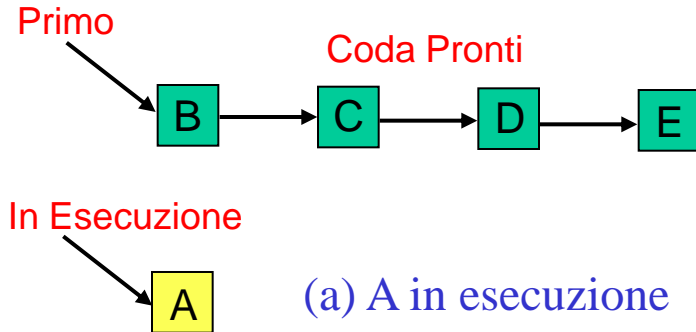 Primo
Coda Pronti
B C D E
In Esecuzione
A
(a) A in esecuzione